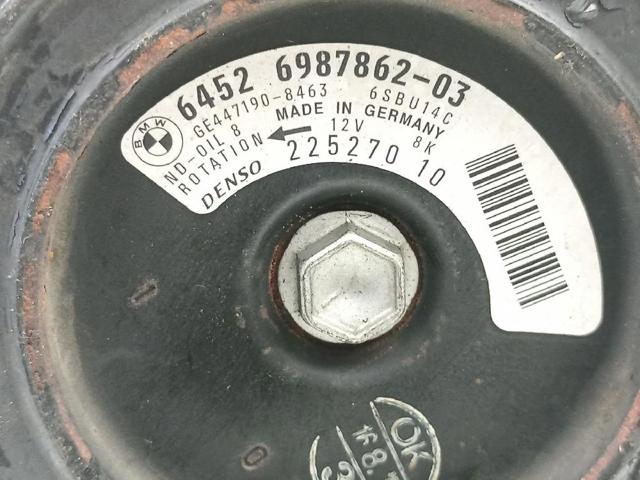 BMW
6452 6987862-03
GE447190-8463 6SBU14C
ND-OIL 8 MADE IN GERMANY
ROTATION 12V 8K
DENSO 225270 10
OK